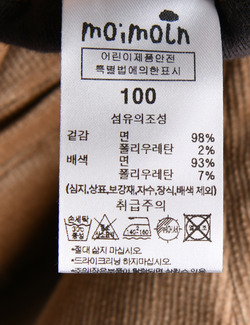 moimoln
어린이제품안전
특별법에의한표시
100
섬유의조성
겉감 면 98%
폴리우레탄 2%
배색 면 93%
폴리우레탄 7%
(심지,상표,보강재,자수,장식,배색 제외)
취급주의
손세탁
•절대 삶지 마십시오.
•드라이크리닝 하지마십시오.